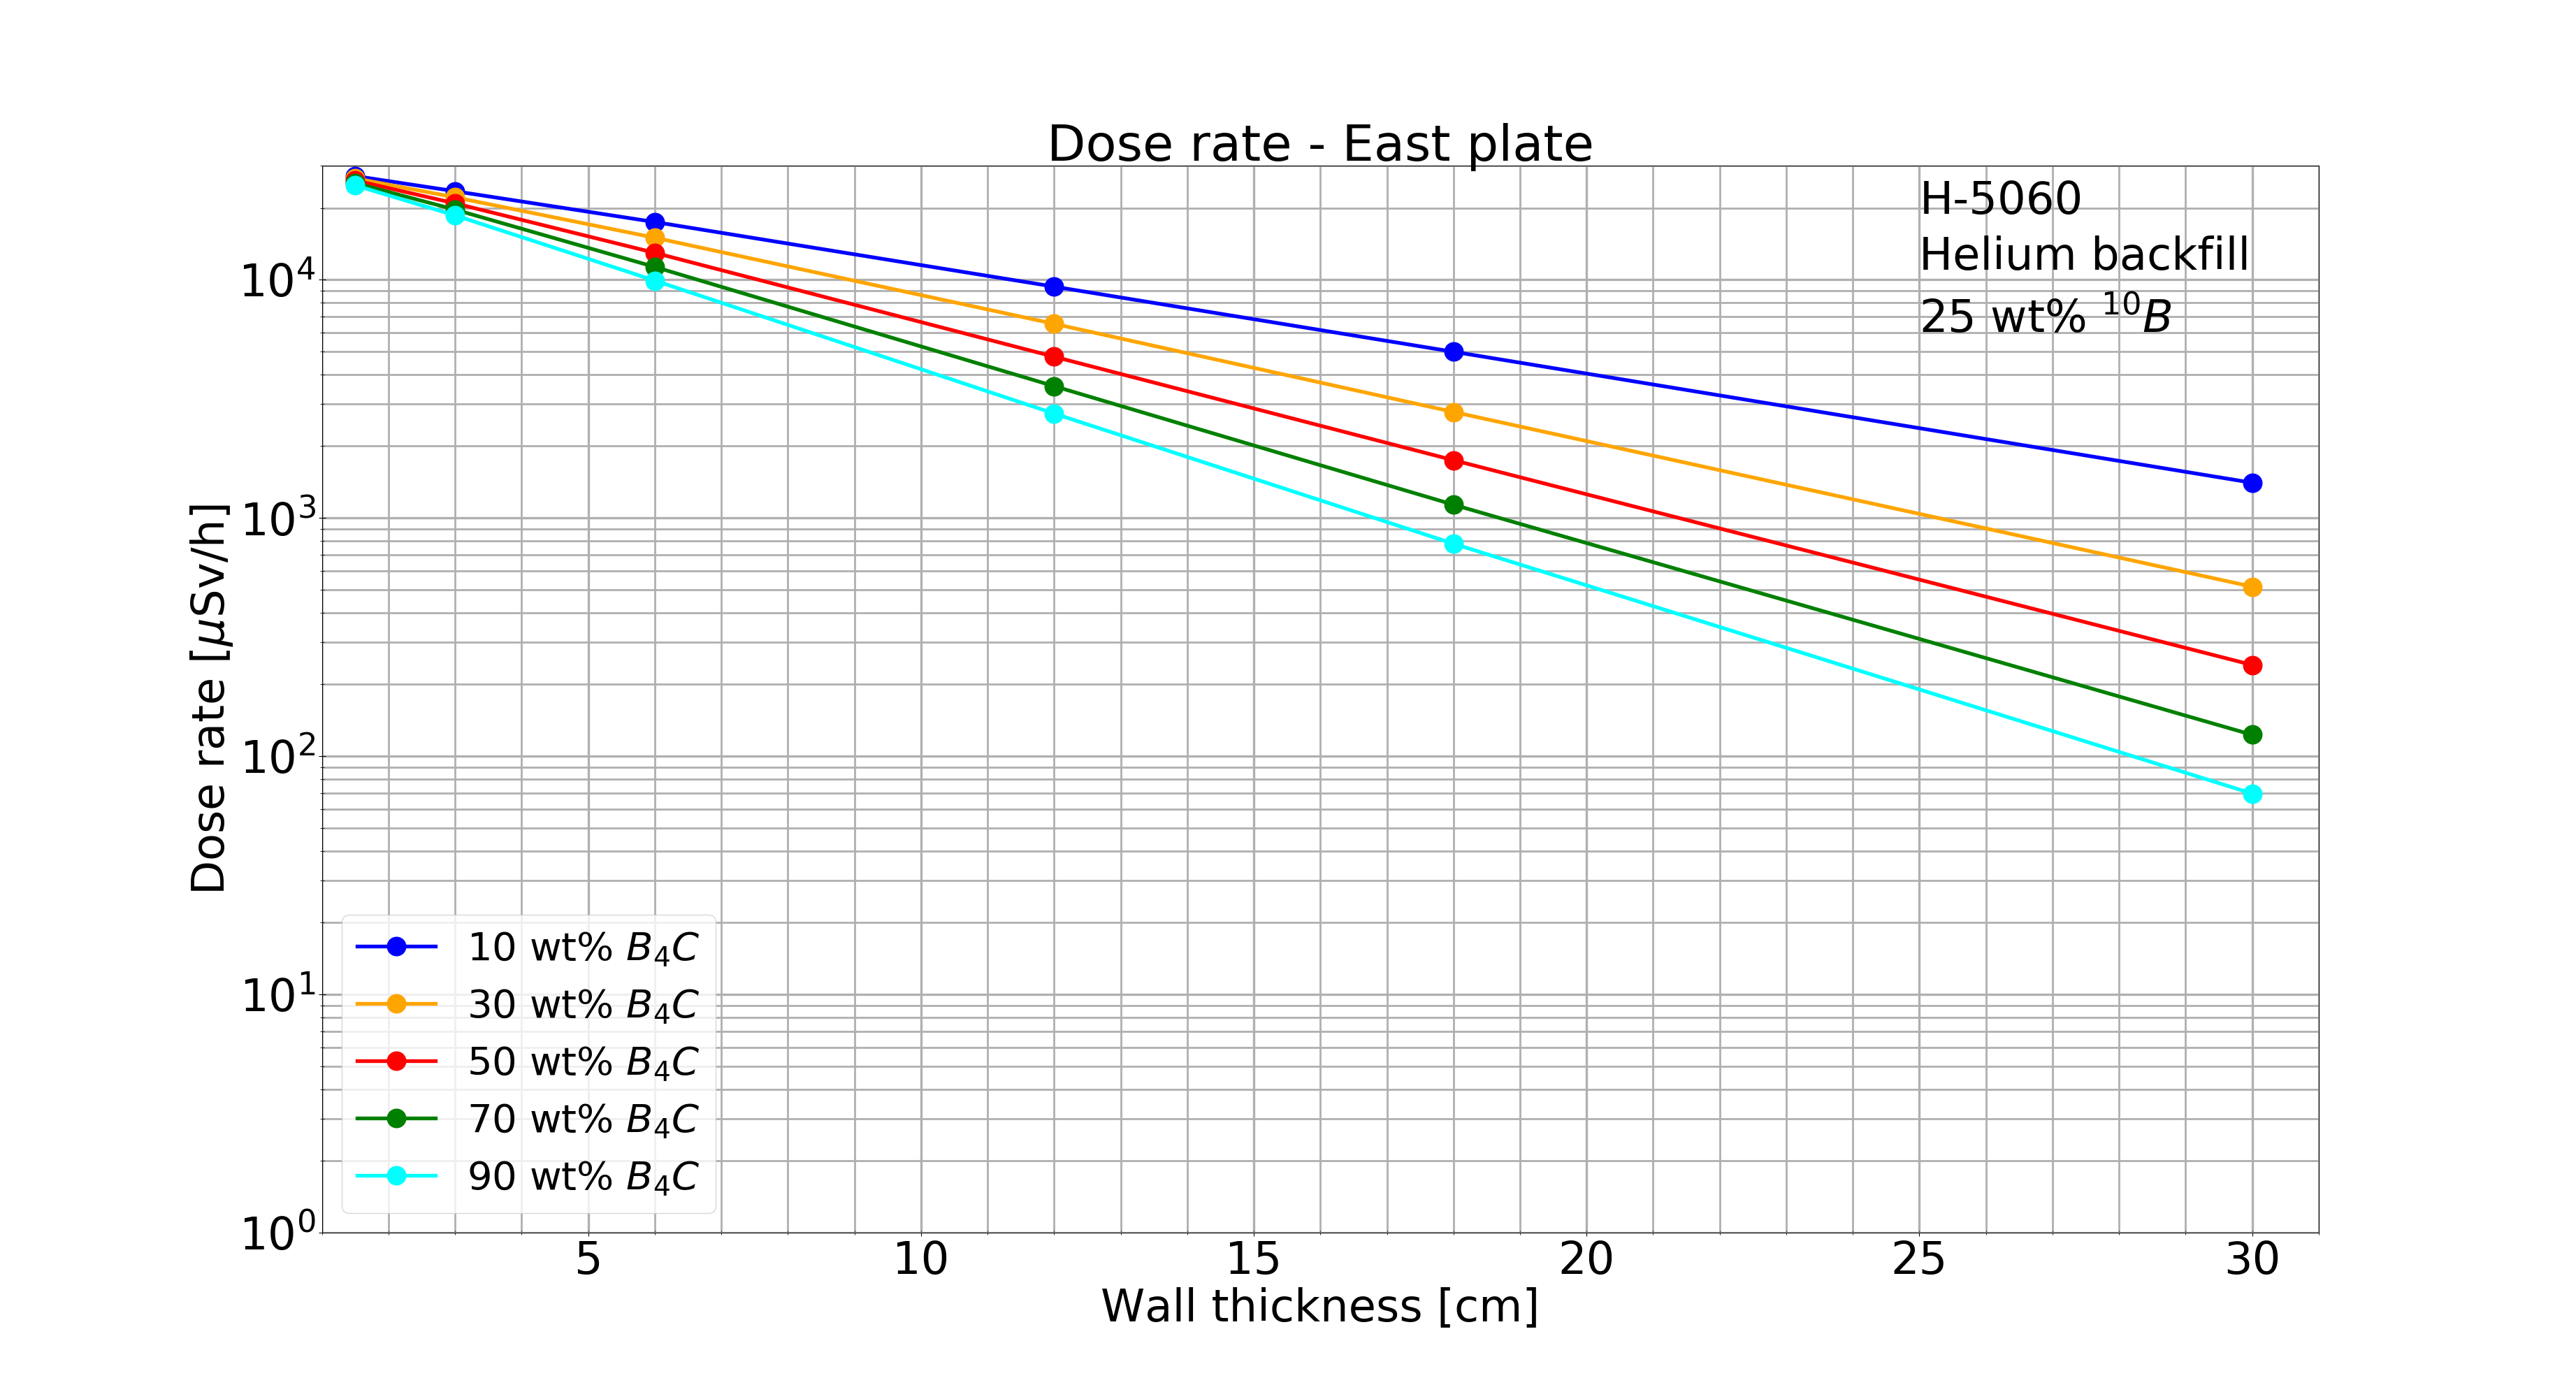 Dose rate - East plate
H-5060
Helium backfill
25 wt% ¹⁰B
Dose rate [μSv/h]
10⁴
10³
10²
10¹
10⁰
10 wt% B₄C
30 wt% B₄C
50 wt% B₄C
70 wt% B₄C
90 wt% B₄C
5 10 15 20 25 30
Wall thickness [cm]